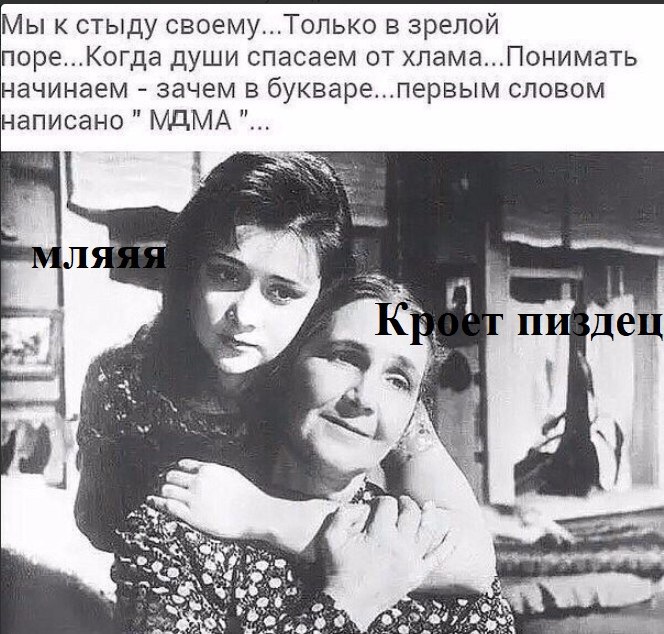 Мы к стыду своему...Только в зрелой
поре...Когда души спасаем от хлама...Понимать
начинаем - зачем в букваре...первым словом
написано " МДМА "...
мляяя
Кроет пиздец